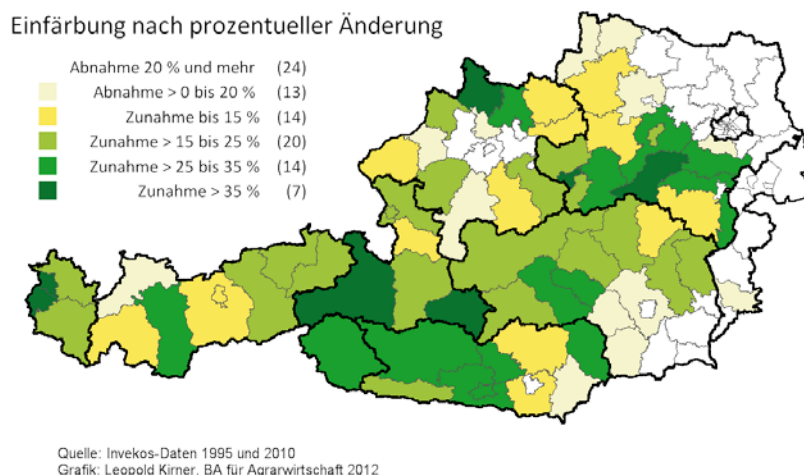 Einfärbung nach prozentueller Änderung
Abnahme 20 % und mehr (24)
Abnahme > 0 bis 20 % (13)
Zunahme bis 15 % (14)
Zunahme > 15 bis 25 % (20)
Zunahme > 25 bis 35 % (14)
Zunahme > 35 % (7)
Quelle: Invekos-Daten 1995 und 2010
Grafik: Leopold Kirner, BA für Agrarwirtschaft 2012